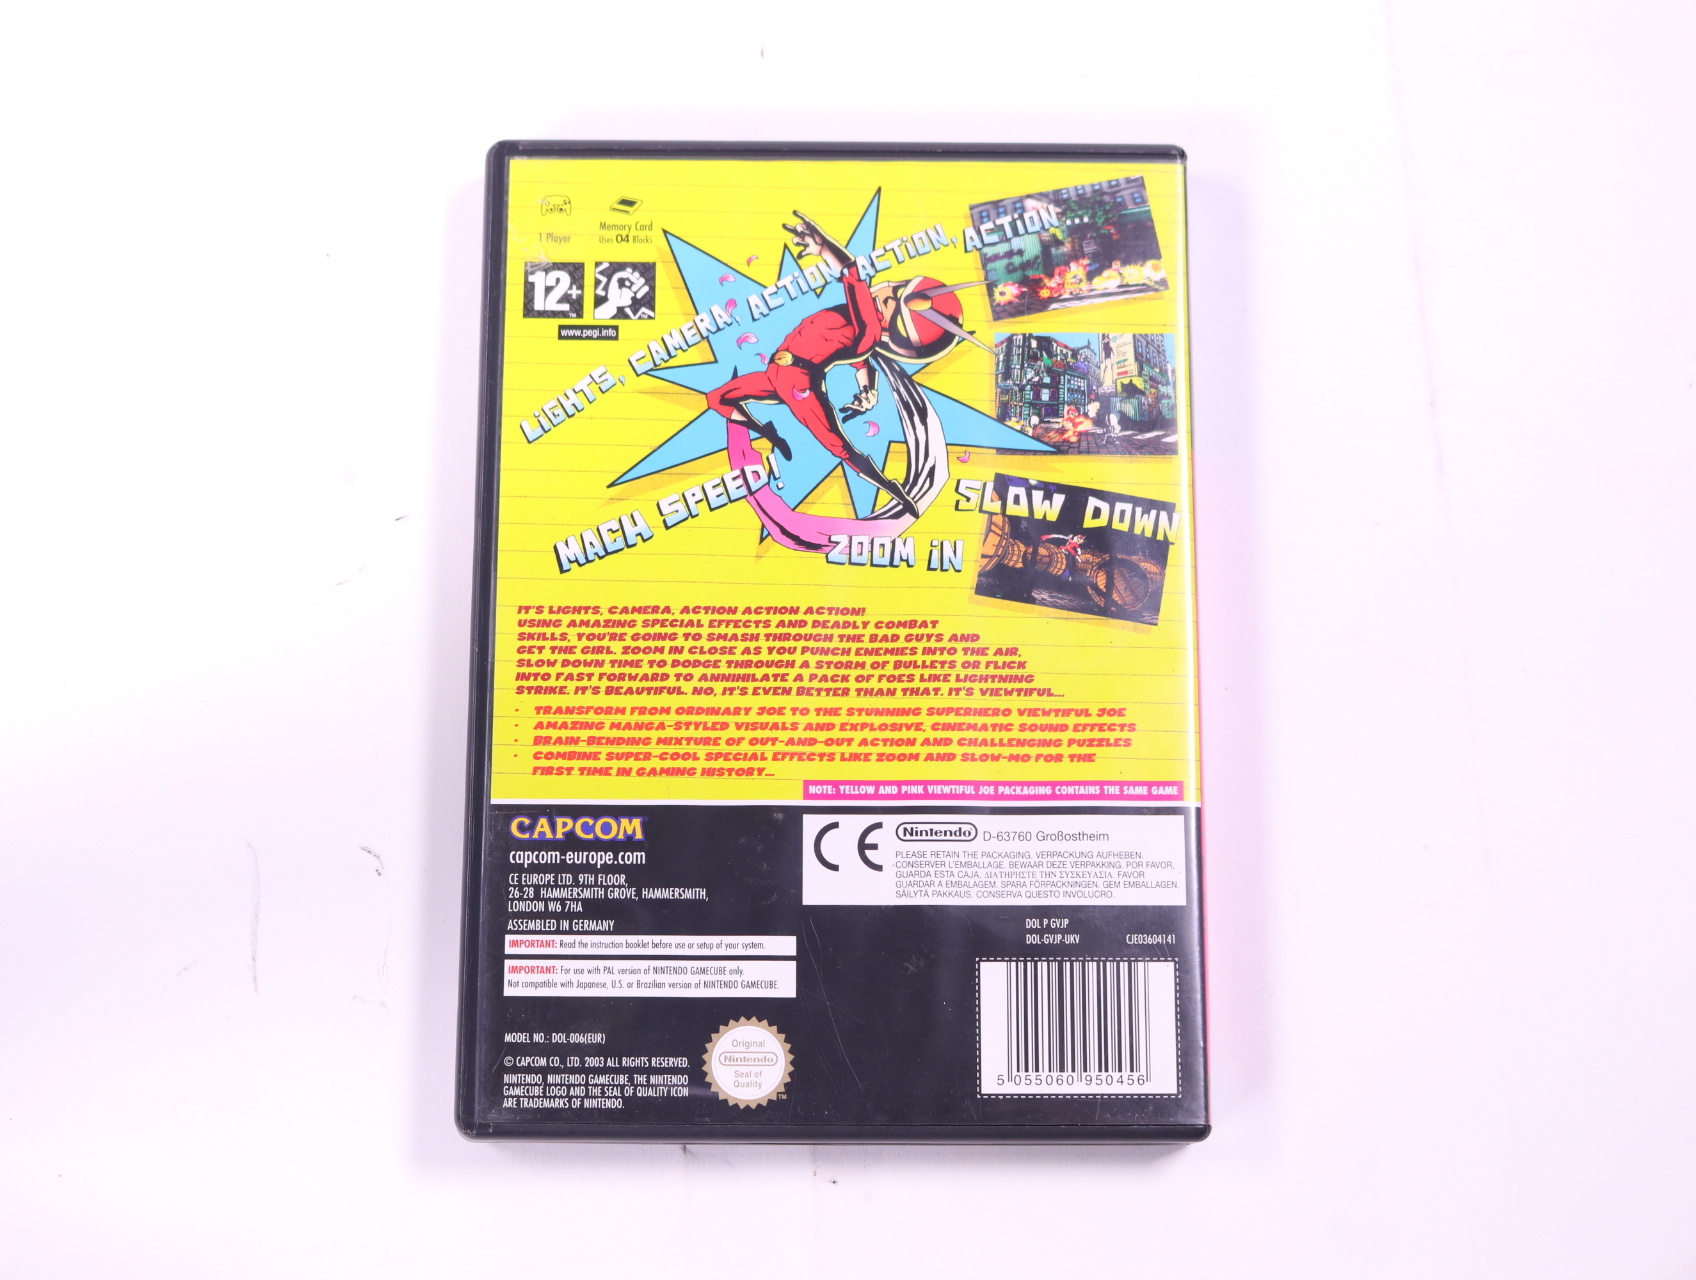 1 Player
Memory Card
Uses 04 Blocks
12+
www.pegi.info
LiGHTS, CAMERA, ACTiON, ACTiON, ACTiON...
MACH SPEED!
ZOOM iN
SLOW DOWN
IT'S LIGHTS, CAMERA, ACTION ACTION ACTION!
USING AMAZING SPECIAL EFFECTS AND DEADLY COMBAT
SKILLS, YOU'RE GOING TO SMASH THROUGH THE BAD GUYS AND
GET THE GIRL. ZOOM IN CLOSE AS YOU PUNCH ENEMIES INTO THE AIR,
SLOW DOWN TIME TO DODGE THROUGH A STORM OF BULLETS OR FLICK
INTO FAST FORWARD TO ANNIHILATE A PACK OF FOES LIKE LIGHTNING
STRIKE. IT'S BEAUTIFUL. NO, IT'S EVEN BETTER THAN THAT. IT'S VIEWTIFUL...
• TRANSFORM FROM ORDINARY JOE TO THE STUNNING SUPERHERO VIEWTIFUL JOE
• AMAZING MANGA-STYLED VISUALS AND EXPLOSIVE, CINEMATIC SOUND EFFECTS
• BRAIN-BENDING MIXTURE OF OUT-AND-OUT ACTION AND CHALLENGING PUZZLES
• COMBINE SUPER-COOL SPECIAL EFFECTS LIKE ZOOM AND SLOW-MO FOR THE
FIRST TIME IN GAMING HISTORY...
NOTE: YELLOW AND PINK VIEWTIFUL JOE PACKAGING CONTAINS THE SAME GAME
CAPCOM
capcom-europe.com
CE EUROPE LTD. 9TH FLOOR,
26-28 HAMMERSMITH GROVE, HAMMERSMITH,
LONDON W6 7HA
ASSEMBLED IN GERMANY
IMPORTANT: Read the instruction booklet before use or setup of your system.
IMPORTANT: For use with PAL version of NINTENDO GAMECUBE only.
Not compatible with Japanese, U.S. or Brazilian version of NINTENDO GAMECUBE.
MODEL NO.: DOL-006(EUR)
© CAPCOM CO., LTD. 2003 ALL RIGHTS RESERVED.
NINTENDO, NINTENDO GAMECUBE, THE NINTENDO
GAMECUBE LOGO AND THE SEAL OF QUALITY ICON
ARE TRADEMARKS OF NINTENDO.
Original
Nintendo
Seal of
Quality
TM
CE
Nintendo D-63760 Großostheim
PLEASE RETAIN THE PACKAGING. VERPACKUNG AUFHEBEN.
CONSERVER L'EMBALLAGE. BEWAAR DEZE VERPAKKING. POR FAVOR,
GUARDA ESTA CAJA. ΔΙΑΤΗΡΗΣΤΕ ΤΗΝ ΣΥΣΚΕΥΑΣΙΑ. FAVOR
GUARDAR A EMBALAGEM. SPARA FÖRPACKNINGEN. GEM EMBALLAGEN.
SÄILYTÄ PAKKAUS. CONSERVA QUESTO INVOLUCRO.
DOL P GVJP
DOL-GVJP-UKV CJE03604141
5 055060 950456